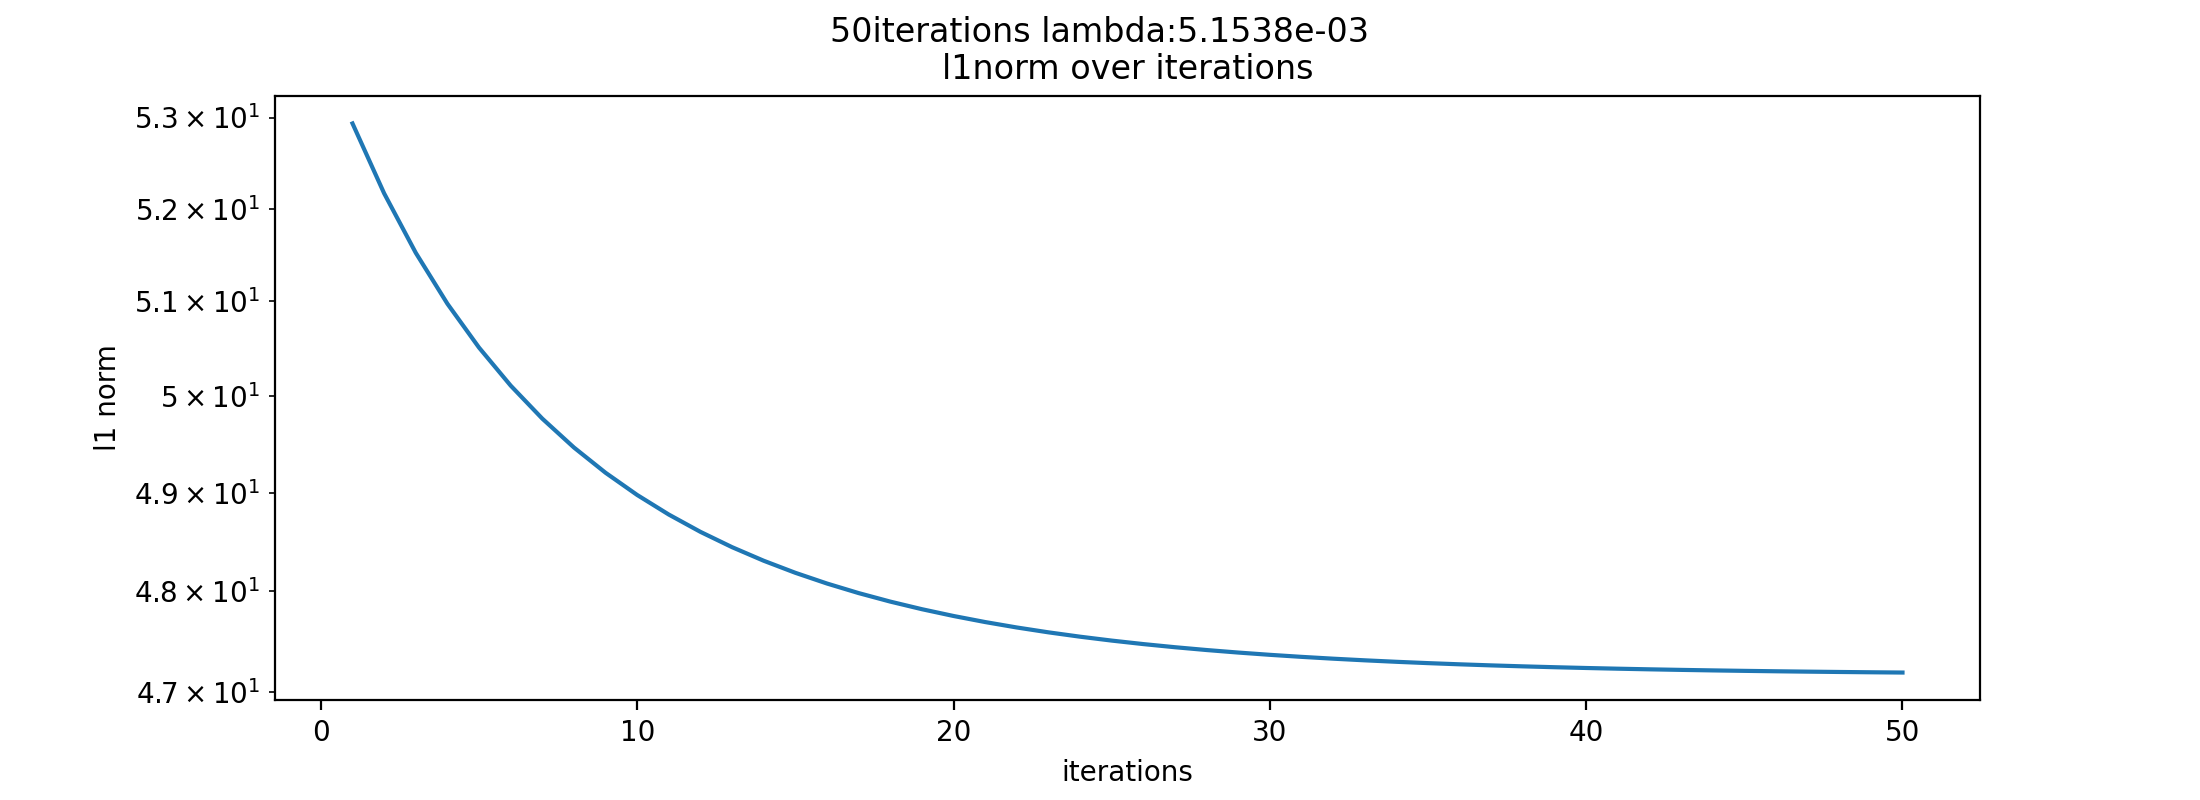 50iterations lambda:5.1538e-03
l1norm over iterations
5.3 × 10¹
5.2 × 10¹
5.1 × 10¹
5 × 10¹
4.9 × 10¹
4.8 × 10¹
4.7 × 10¹
l1 norm
0 10 20 30 40 50
iterations